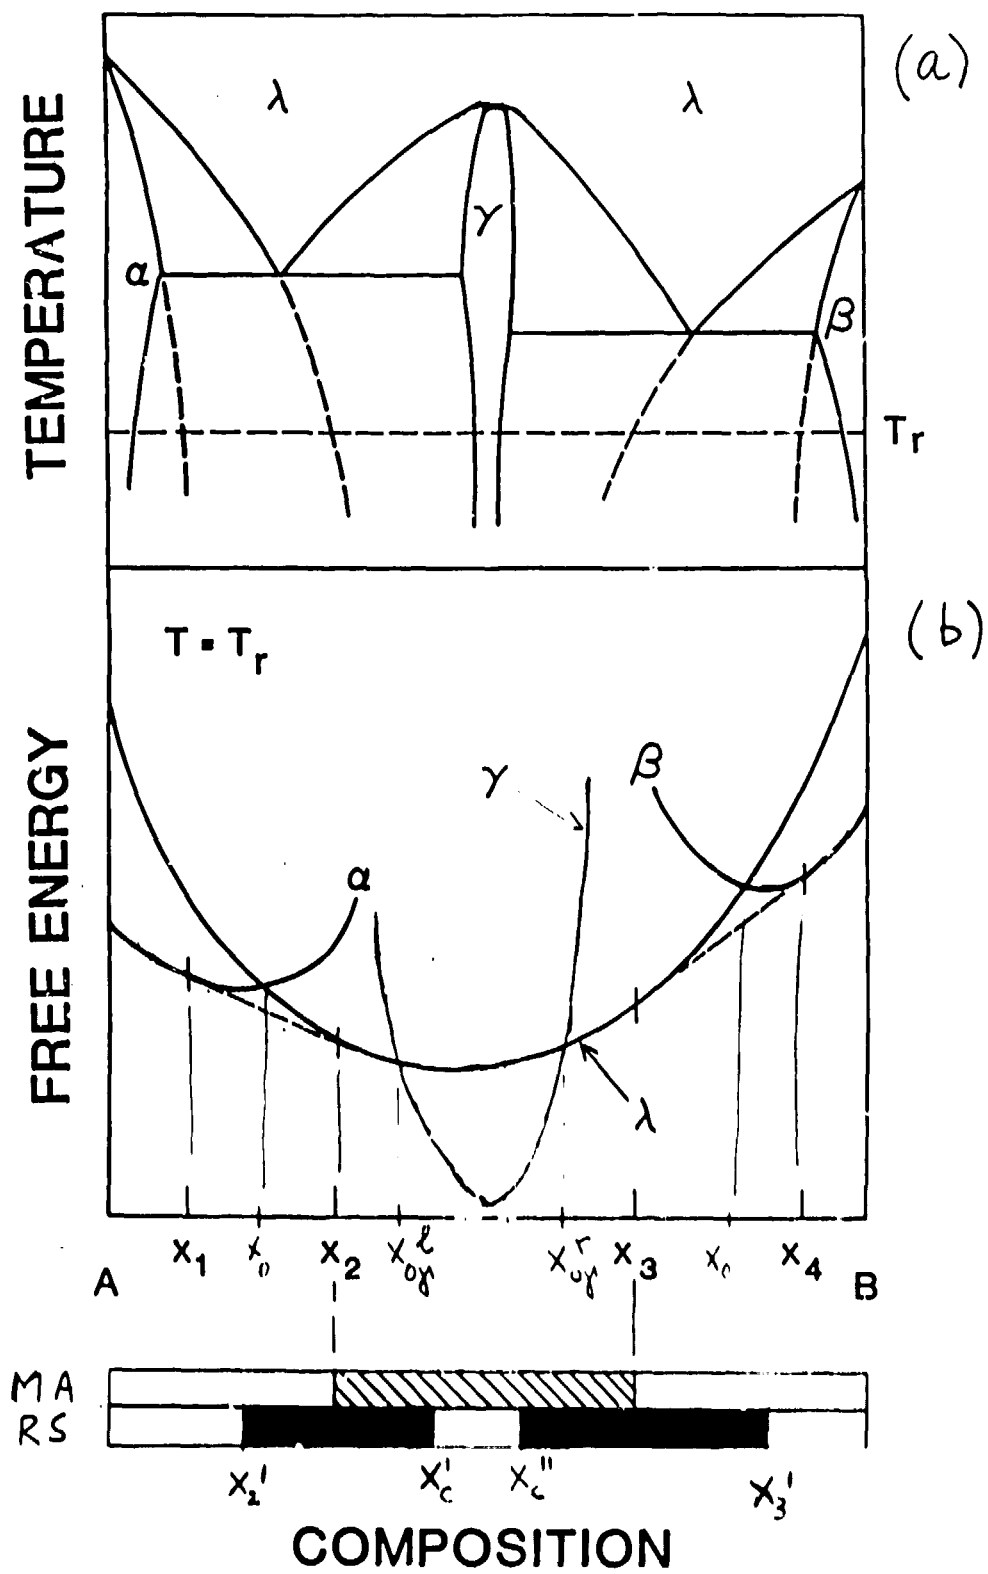 (a)
TEMPERATURE
λ λ
γ
α
β
Tr
(b)
T = Tr
FREE ENERGY
γ β
α
λ
x1 x0 x2 x0γ^l x0γ^r x3 x0 x4
A B
MA
RS
x2' xc' xc'' x3'
COMPOSITION